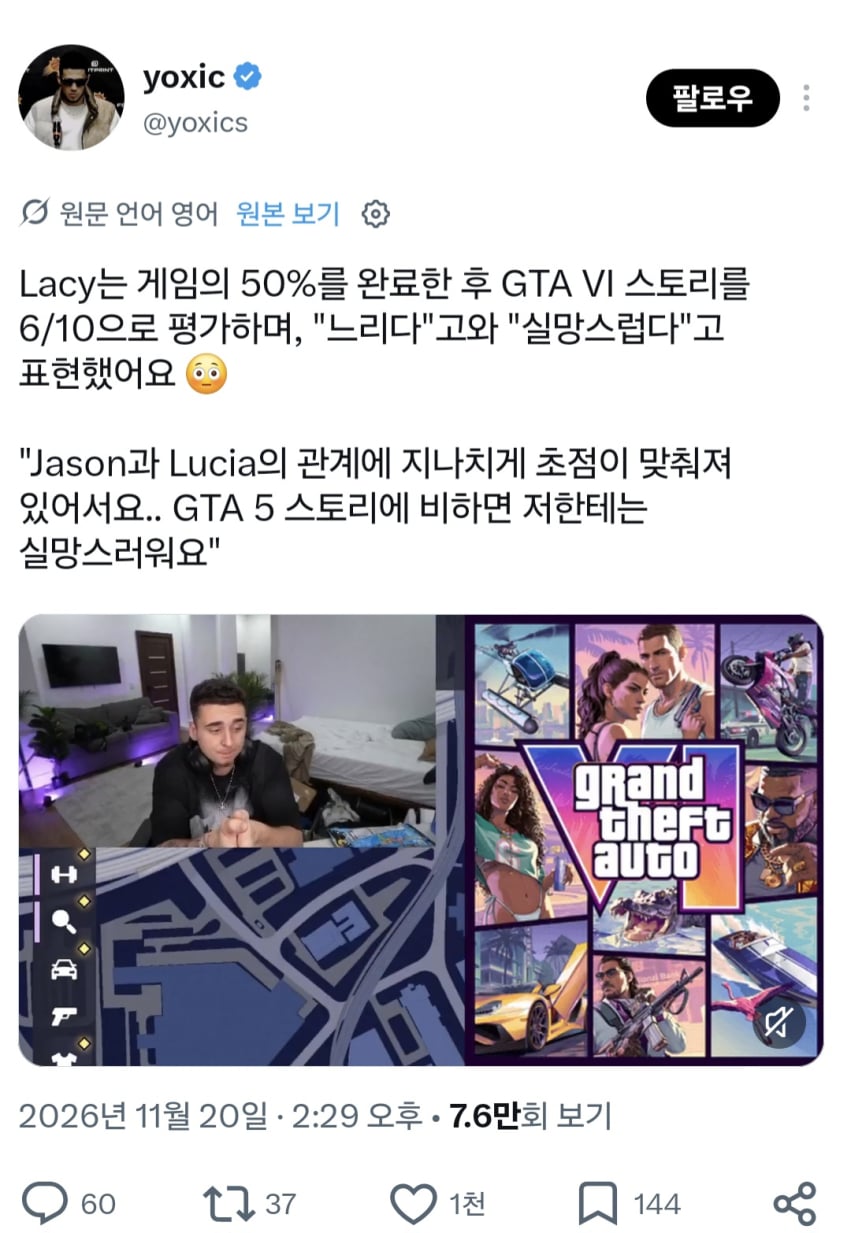 yoxic
@yoxics
팔로우
원문 언어 영어 원본 보기
Lacy는 게임의 50%를 완료한 후 GTA VI 스토리를
6/10으로 평가하며, "느리다"고와 "실망스럽다"고
표현했어요 😳
"Jason과 Lucia의 관계에 지나치게 초점이 맞춰져
있어서요.. GTA 5 스토리에 비하면 저한테는
실망스러워요"
VI
grand
theft
auto
2026년 11월 20일 · 2:29 오후 • 7.6만회 보기
60 37 1천 144